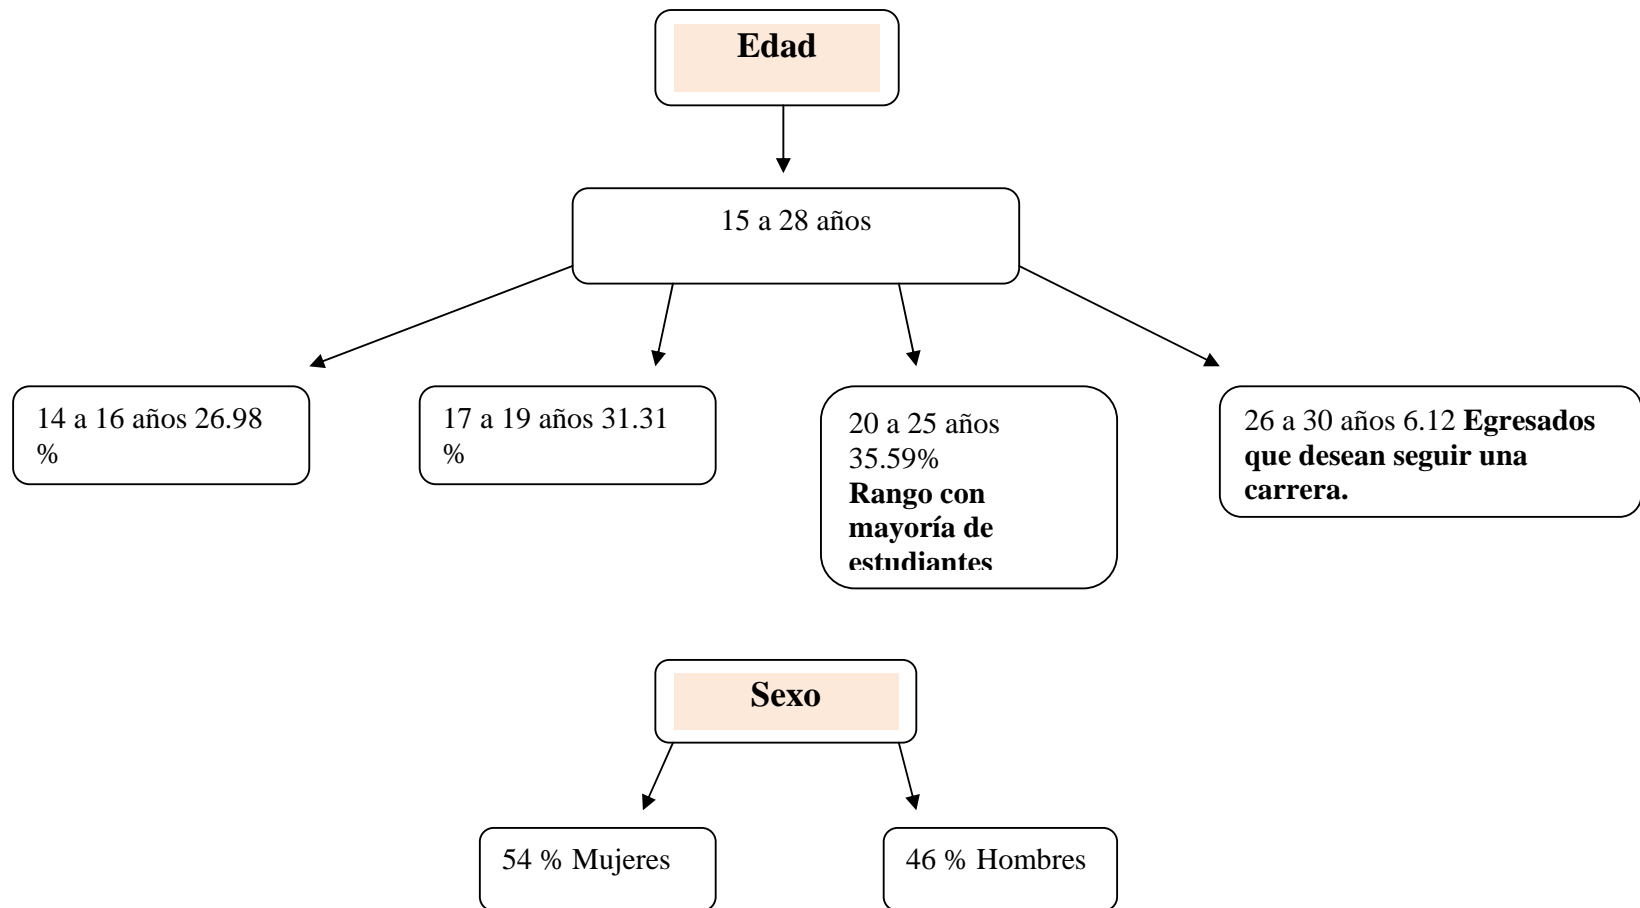 Edad
15 a 28 años
14 a 16 años 26.98
%
17 a 19 años 31.31
%
20 a 25 años
35.59%
Rango con
mayoría de
estudiantes
26 a 30 años 6.12 Egresados
que desean seguir una
carrera.
Sexo
54 % Mujeres
46 % Hombres